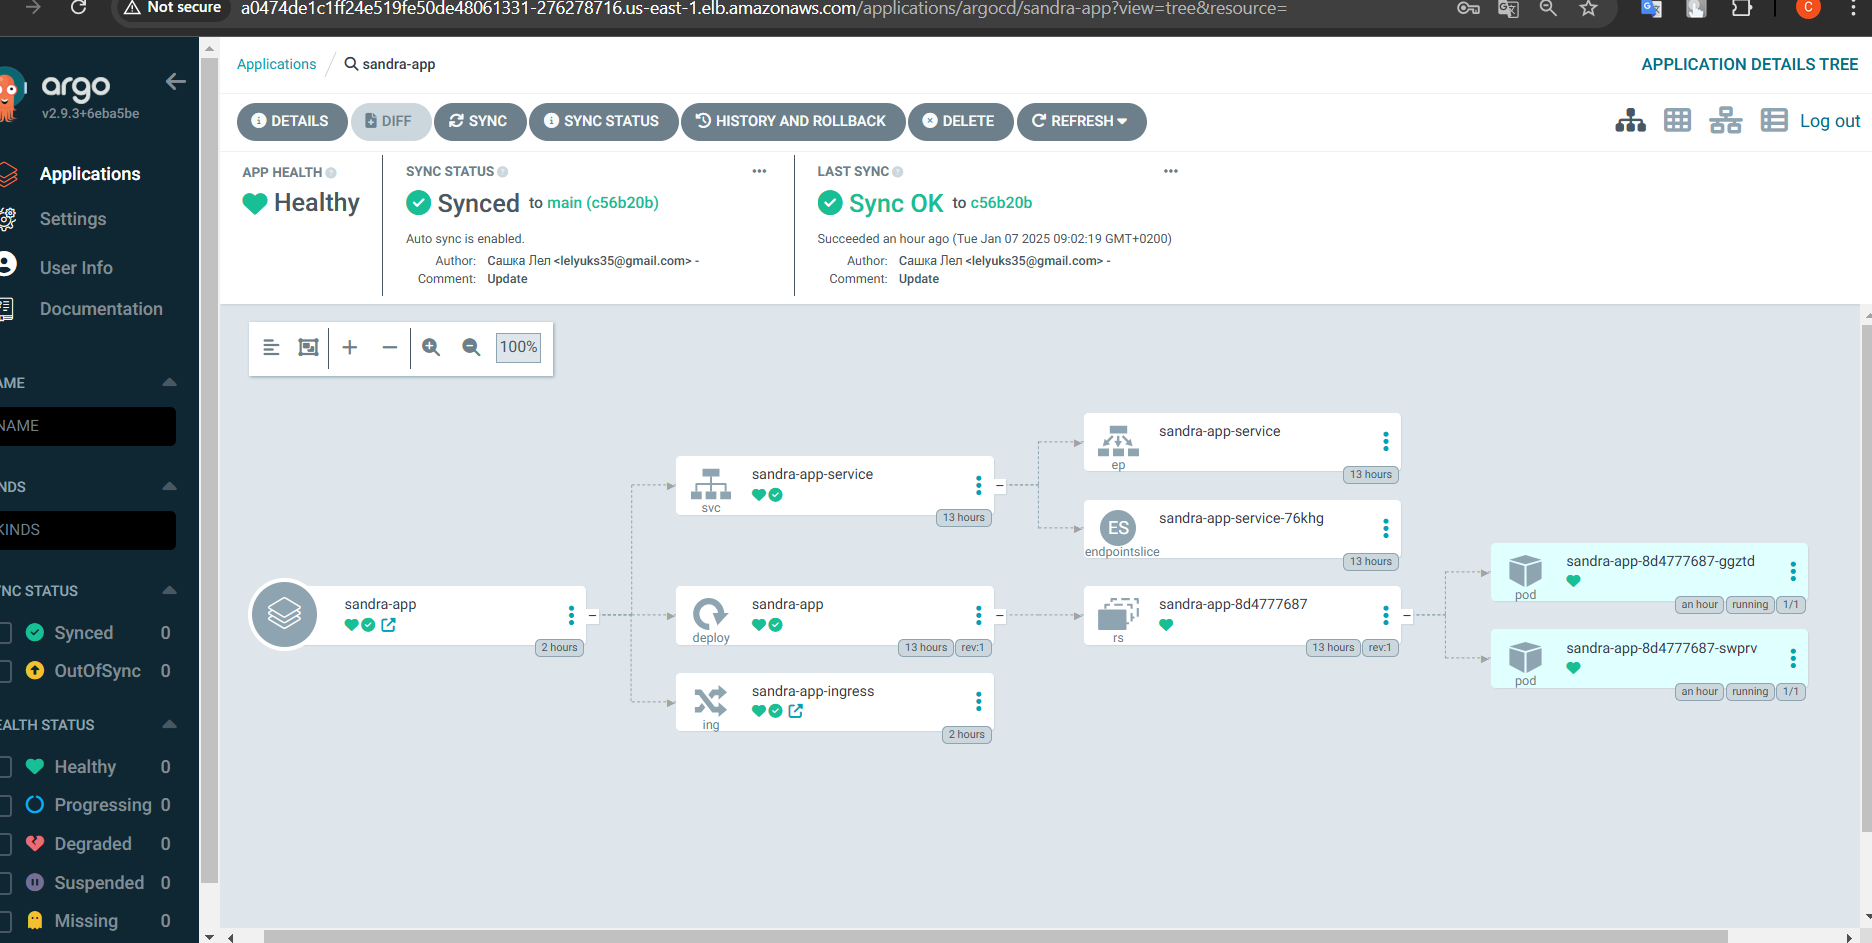 Not secure
a0474de1c1ff24e519fe50de48061331-276278716.us-east-1.elb.amazonaws.com/applications/argocd/sandra-app?view=tree&resource=
C
argo
v2.9.3+6eba5be
Applications
Settings
User Info
Documentation
AME
NAME
NDS
KINDS
NC STATUS
Synced 0
OutOfSync 0
EALTH STATUS
Healthy 0
Progressing 0
Degraded 0
Suspended 0
Missing 0
Applications
sandra-app
APPLICATION DETAILS TREE
DETAILS
DIFF
SYNC
SYNC STATUS
HISTORY AND ROLLBACK
DELETE
REFRESH
Log out
APP HEALTH
Healthy
SYNC STATUS
Synced to main (c56b20b)
Auto sync is enabled.
Author: Сашка Лел <lelyuks35@gmail.com> -
Comment: Update
LAST SYNC
Sync OK to c56b20b
Succeeded an hour ago (Tue Jan 07 2025 09:02:19 GMT+0200)
Author: Сашка Лел <lelyuks35@gmail.com> -
Comment: Update
100%
sandra-app
2 hours
sandra-app-service
svc
13 hours
sandra-app
deploy
13 hours
rev:1
sandra-app-ingress
ing
2 hours
sandra-app-service
ep
13 hours
ES
sandra-app-service-76khg
endpointslice
13 hours
sandra-app-8d4777687
rs
13 hours
rev:1
sandra-app-8d4777687-ggztd
pod
an hour
running
1/1
sandra-app-8d4777687-swprv
pod
an hour
running
1/1